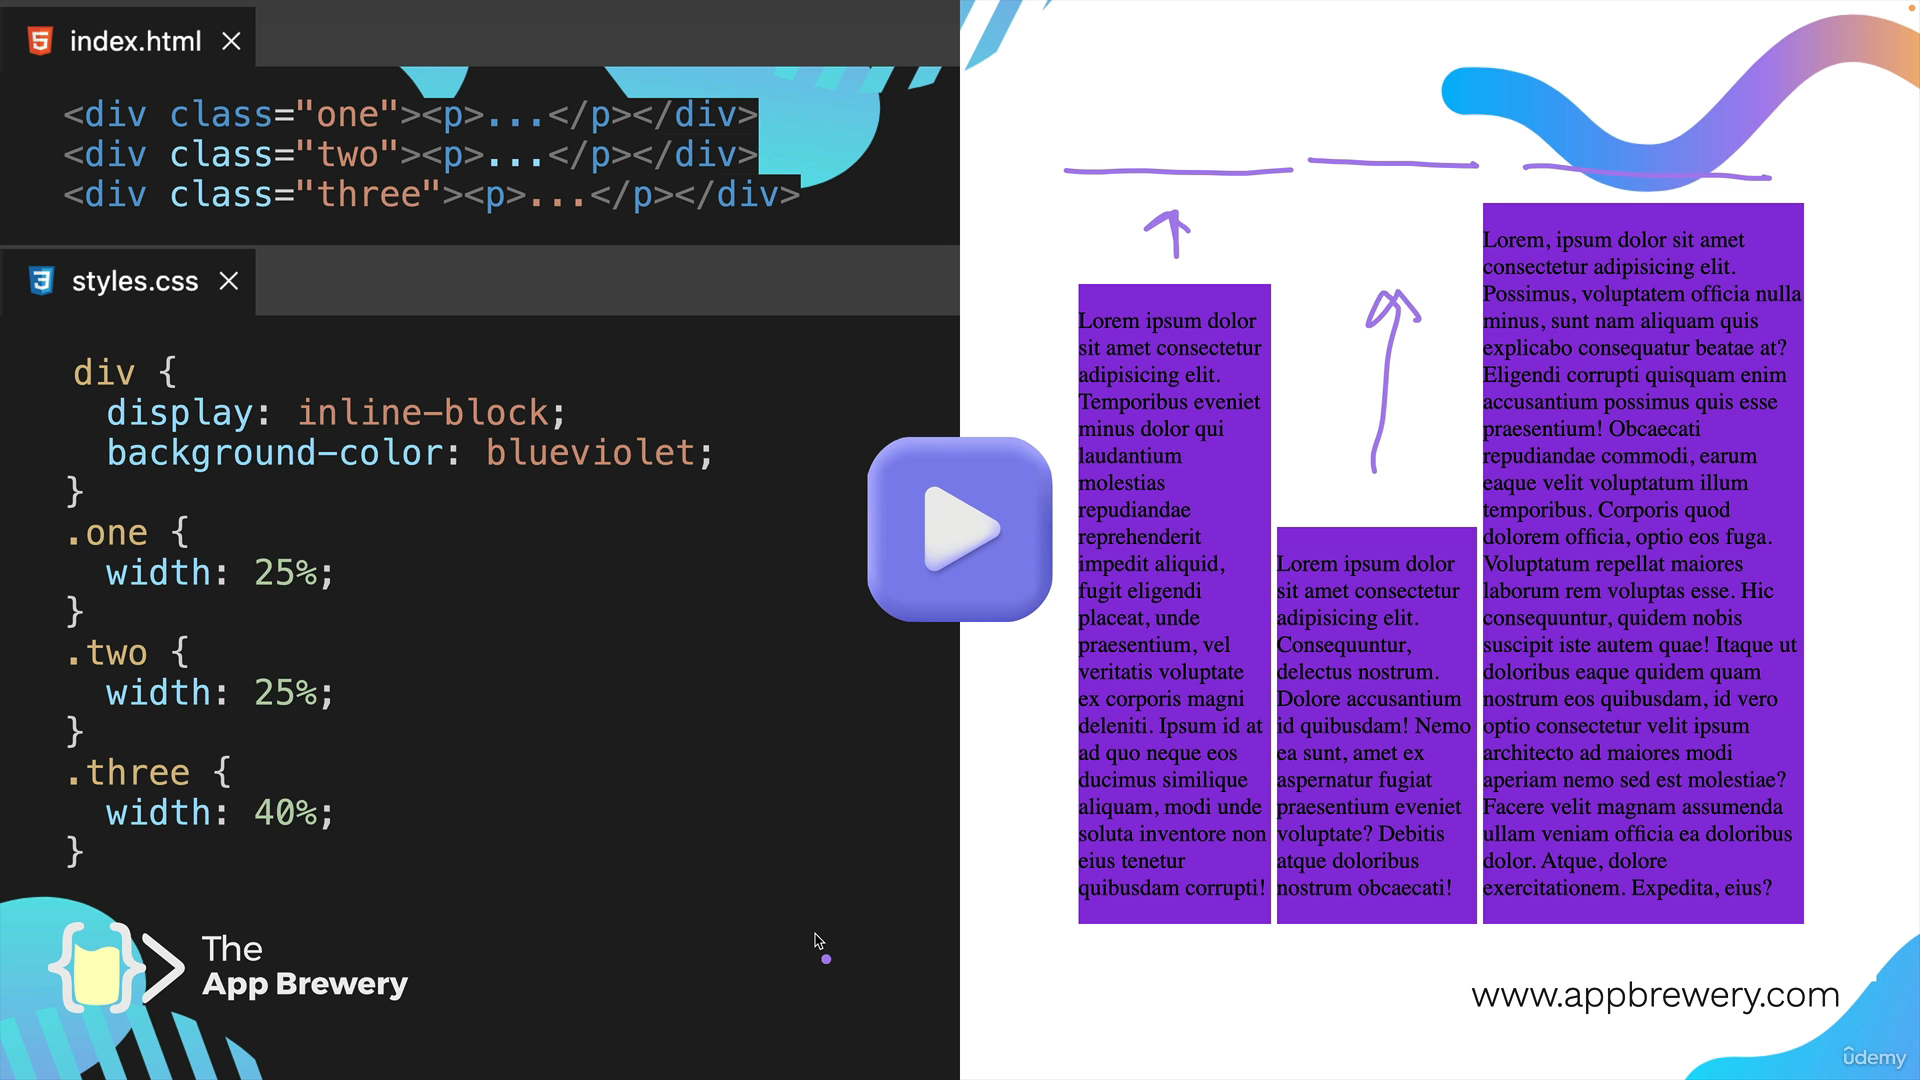 index.html
<div class="one"><p>...</p></div>
<div class="two"><p>...</p></div>
<div class="three"><p>...</p></div>
styles.css
div {
display: inline-block;
background-color: blueviolet;
}
.one {
width: 25%;
}
.two {
width: 25%;
}
.three {
width: 40%;
}
The
App Brewery
Lorem ipsum dolor
sit amet consectetur
adipisicing elit.
Temporibus eveniet
minus dolor qui
laudantium
molestias
repudiandae
reprehenderit
impedit aliquid,
fugit eligendi
placeat, unde
praesentium, vel
veritatis voluptate
ex corporis magni
deleniti. Ipsum id at
ad quo neque eos
ducimus similique
aliquam, modi unde
soluta inventore non
eius tenetur
quibusdam corrupti!
Lorem ipsum dolor
sit amet consectetur
adipisicing elit.
Consequuntur,
delectus nostrum.
Dolore accusantium
id quibusdam! Nemo
ea sunt, amet ex
aspernatur fugiat
praesentium eveniet
voluptate? Debitis
atque doloribus
nostrum obcaecati!
Lorem, ipsum dolor sit amet
consectetur adipisicing elit.
Possimus, voluptatem officia nulla
minus, sunt nam aliquam quis
explicabo consequatur beatae at?
Eligendi corrupti quisquam enim
accusantium possimus quis esse
praesentium! Obcaecati
repudiandae commodi, earum
eaque velit voluptatum illum
temporibus. Corporis quod
dolorem officia, optio eos fuga.
Voluptatum repellat maiores
laborum rem voluptas esse. Hic
consequuntur, quidem nobis
suscipit iste autem quae! Itaque ut
doloribus eaque quidem quam
nostrum eos quibusdam, id vero
optio consectetur velit ipsum
architecto ad maiores modi
aperiam nemo sed est molestiae?
Facere velit magnam assumenda
ullam veniam officia ea doloribus
dolor. Atque, dolore
exercitationem. Expedita, eius?
www.appbrewery.com
ûdemy